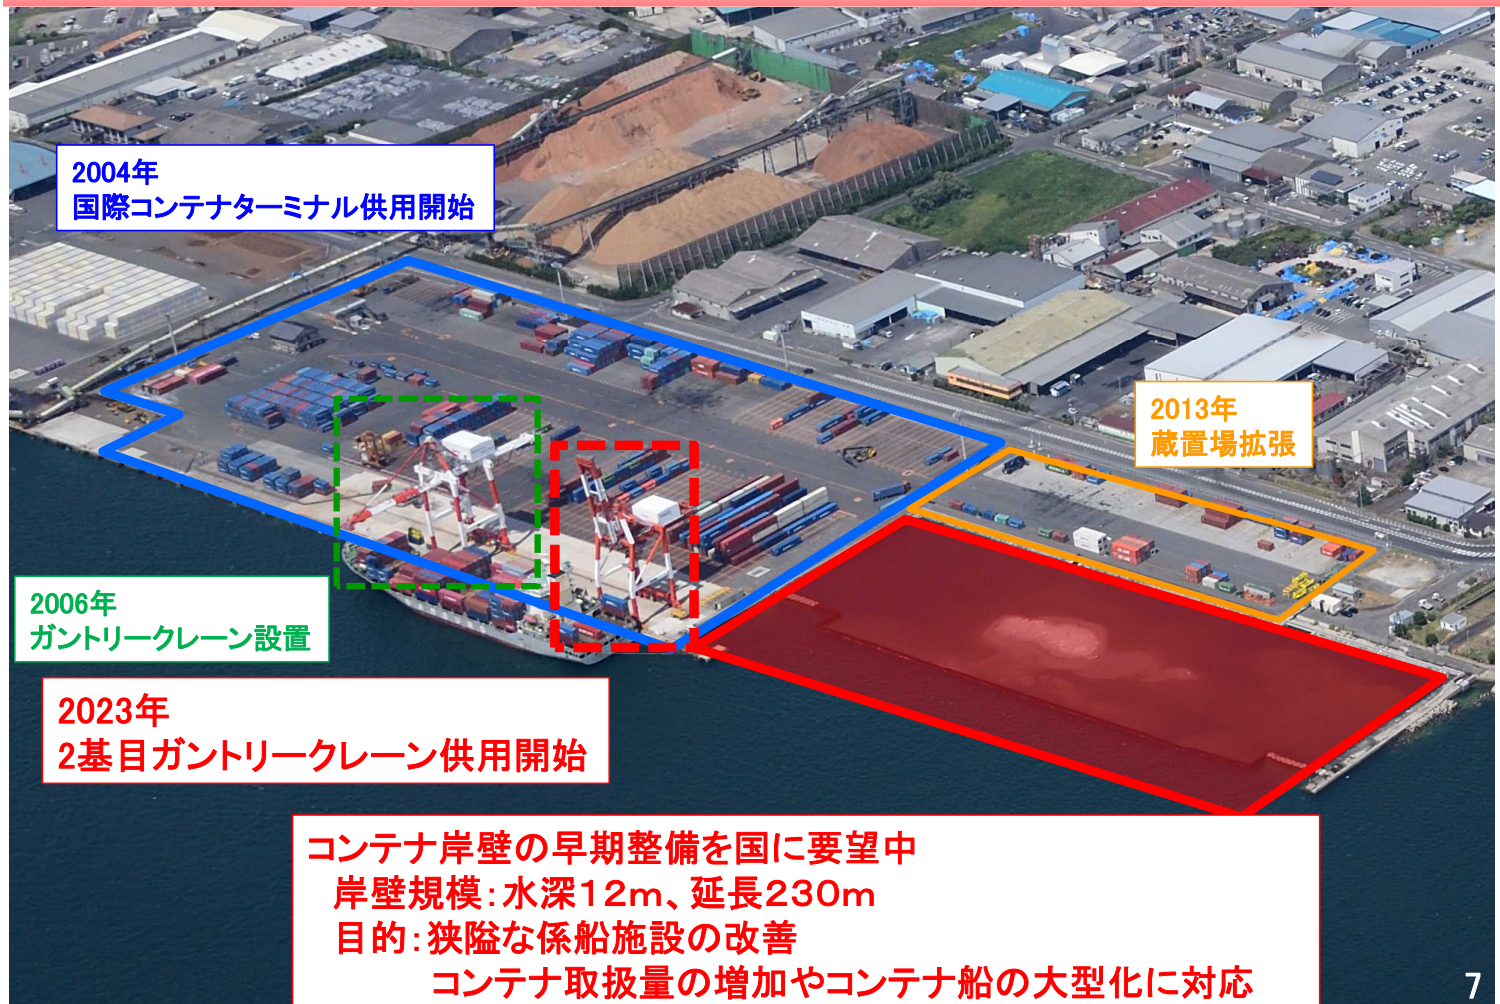 2004年
国際コンテナターミナル供用開始
2013年
蔵置場拡張
2006年
ガントリークレーン設置
2023年
2基目ガントリークレーン供用開始
コンテナ岸壁の早期整備を国に要望中
岸壁規模：水深12m、延長230m
目的：狭隘な係船施設の改善
コンテナ取扱量の増加やコンテナ船の大型化に対応
7